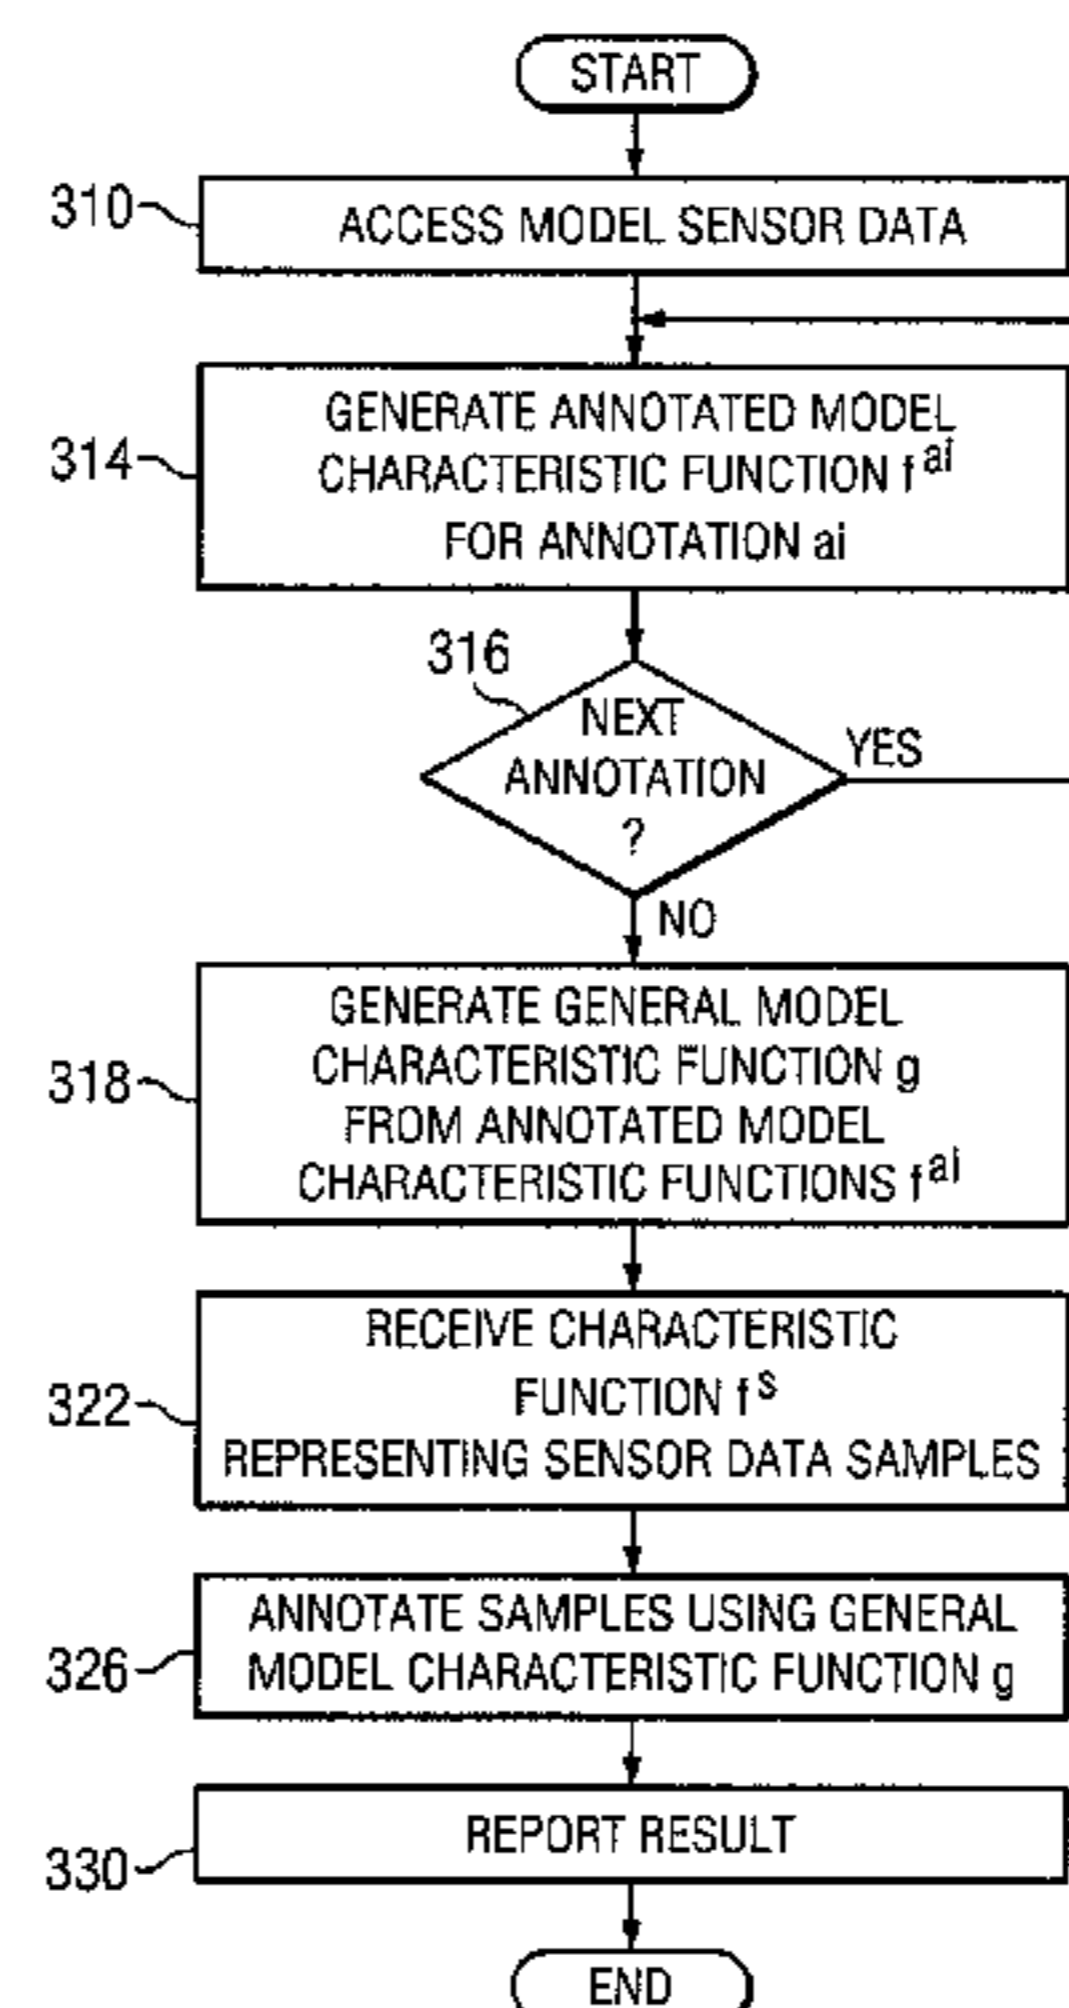 START
310
ACCESS MODEL SENSOR DATA
314
GENERATE ANNOTATED MODEL
CHARACTERISTIC FUNCTION f^ai
FOR ANNOTATION ai
316
NEXT
ANNOTATION
?
YES
NO
318
GENERATE GENERAL MODEL
CHARACTERISTIC FUNCTION g
FROM ANNOTATED MODEL
CHARACTERISTIC FUNCTIONS f^ai
322
RECEIVE CHARACTERISTIC
FUNCTION f^s
REPRESENTING SENSOR DATA SAMPLES
326
ANNOTATE SAMPLES USING GENERAL
MODEL CHARACTERISTIC FUNCTION g
330
REPORT RESULT
END